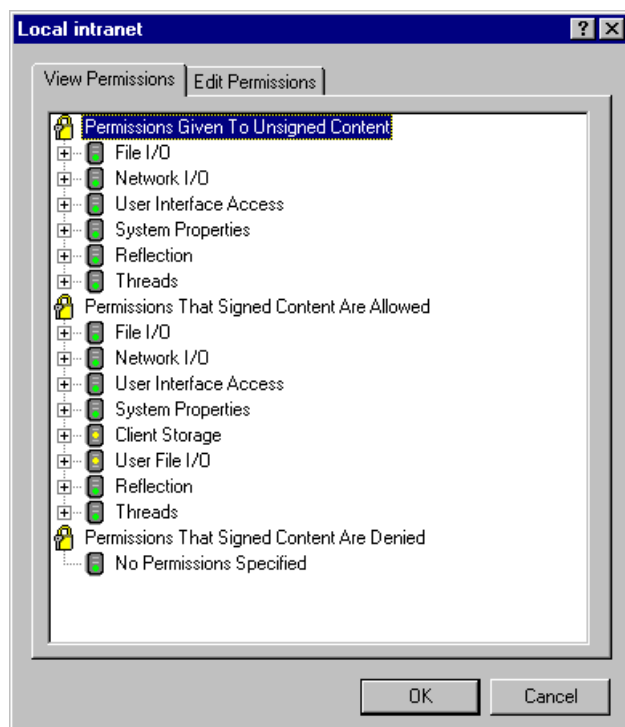 Local intranet
View Permissions Edit Permissions
Permissions Given To Unsigned Content
File I/O
Network I/O
User Interface Access
System Properties
Reflection
Threads
Permissions That Signed Content Are Allowed
File I/O
Network I/O
User Interface Access
System Properties
Client Storage
User File I/O
Reflection
Threads
Permissions That Signed Content Are Denied
No Permissions Specified
OK Cancel